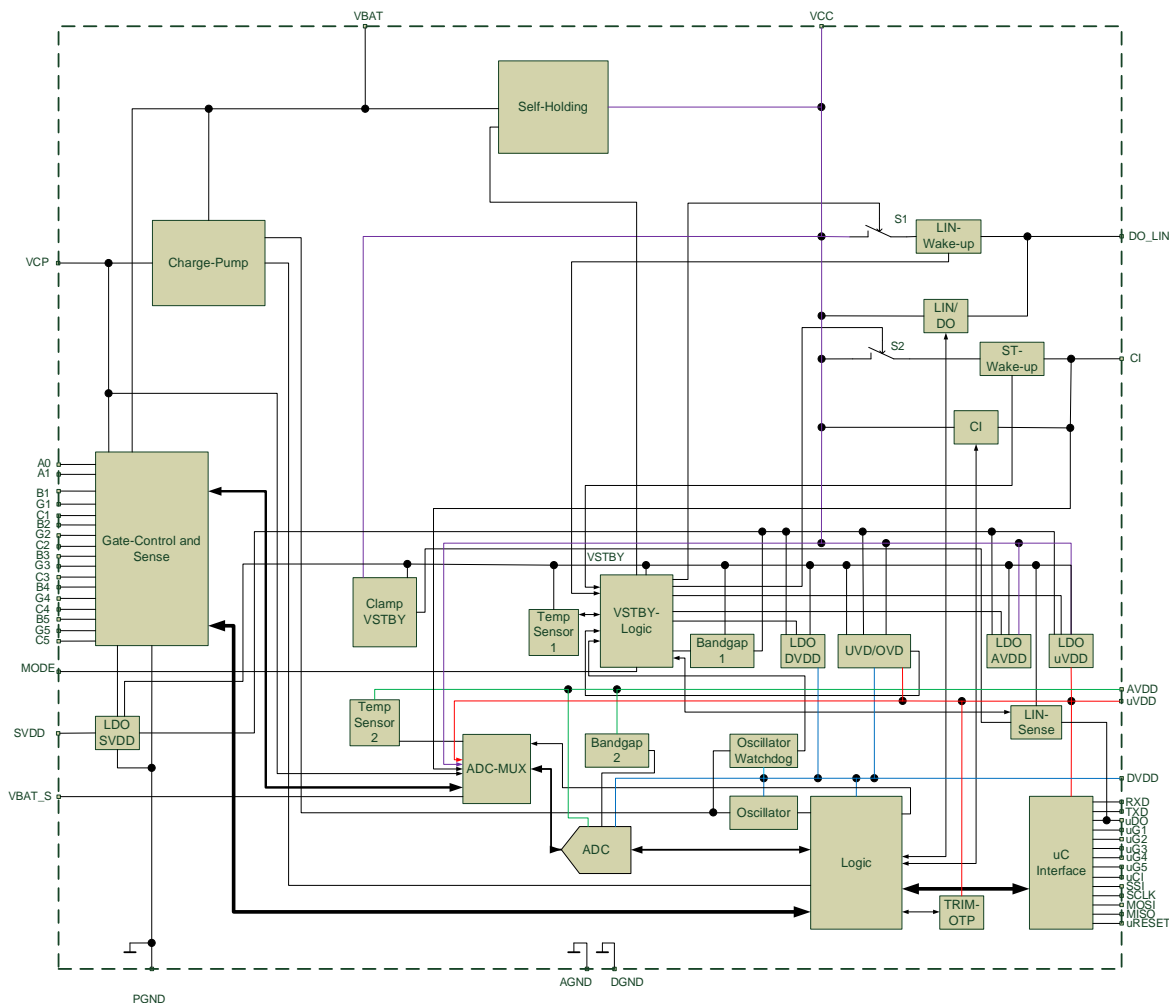 VBAT
VCC
Self-Holding
S1
LIN-
Wake-up
DO_LIN
VCP
Charge-Pump
LIN/
DO
S2
ST-
Wake-up
CI
CI
A0
A1
B1
G1
C1
B2
G2
C2
B3
G3
C3
B4
G4
C4
B5
G5
C5
Gate-Control and
Sense
VSTBY
Clamp
VSTBY
Temp
Sensor
1
VSTBY-
Logic
Bandgap
1
LDO
DVDD
UVD/OVD
LDO
AVDD
LDO
uVDD
MODE
AVDD
uVDD
LDO
SVDD
SVDD
Temp
Sensor
2
ADC-MUX
Bandgap
2
Oscillator
Watchdog
LIN-
Sense
DVDD
VBAT_S
Oscillator
ADC
Logic
TRIM-
OTP
uC
Interface
RXD
TXD
uDO
uG1
uG2
uG3
uG4
uG5
uCI
SSI
SCLK
MOSI
MISO
uRESET
PGND
AGND
DGND